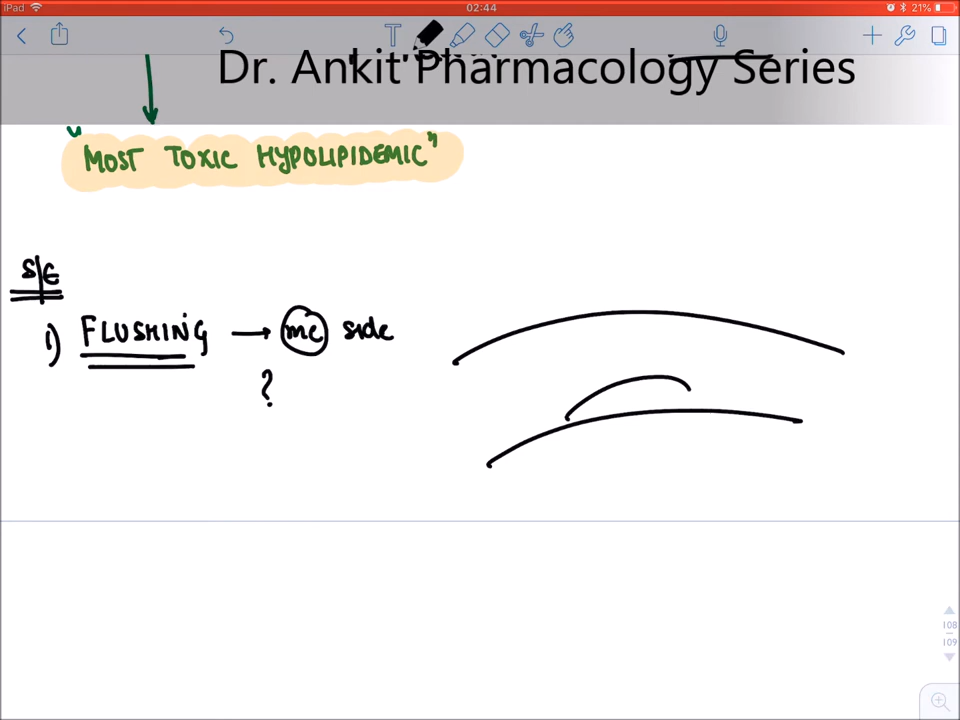 iPad 02:44 21%
T
Dr. Ankit Pharmacology Series
"MOST TOXIC HYPOLIPIDEMIC"
S/E
1) FLUSHING → mc side
?
108
109